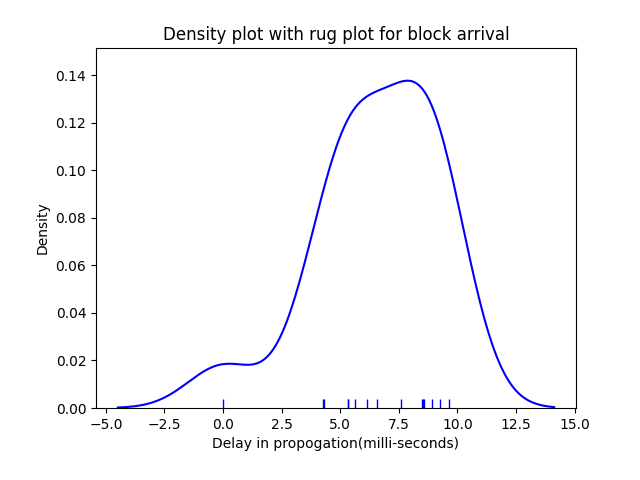 Density plot with rug plot for block arrival
0.14
0.12
0.10
0.08
0.06
0.04
0.02
0.00
Density
−5.0 −2.5 0.0 2.5 5.0 7.5 10.0 12.5 15.0
Delay in propogation(milli-seconds)